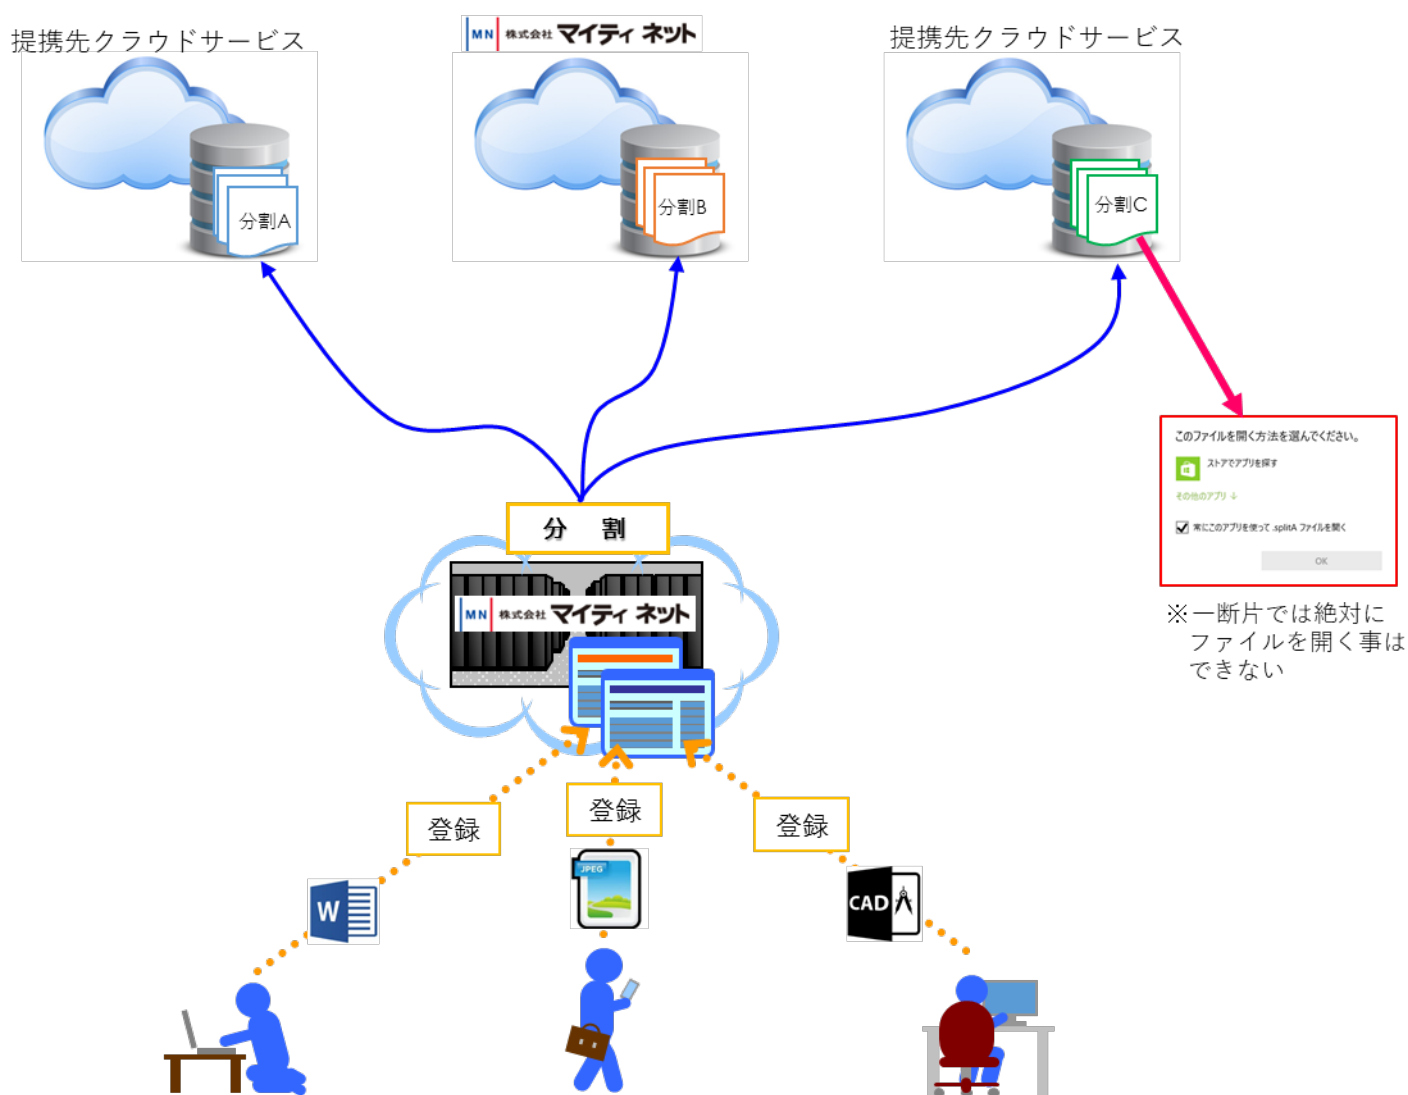 提携先クラウドサービス
MN 株式会社 マイティ ネット
提携先クラウドサービス
分割A
分割B
分割C
このファイルを開く方法を選んでください。
ストアでアプリを探す
その他のアプリ ↓
常にこのアプリを使って .splitA ファイルを開く
OK
※一断片では絶対に
ファイルを開く事は
できない
分 割
MN 株式会社 マイティ ネット
登録
登録
登録
W
JPEG
CAD